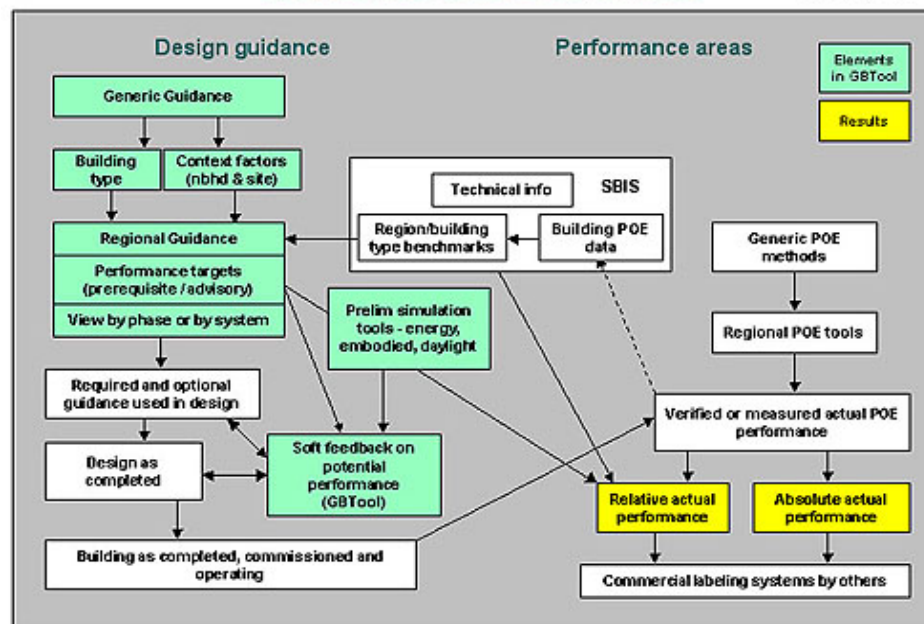 Design guidance
Performance areas
Elements
in GBTool
Results
Generic Guidance
Building
type
Context factors
(nbhd & site)
Regional Guidance
Performance targets
(prerequisite / advisory)
View by phase or by system
Technical info
SBIS
Region/building
type benchmarks
Building POE
data
Prelim simulation
tools - energy,
embodied, daylight
Generic POE
methods
Regional POE tools
Required and optional
guidance used in design
Design as
completed
Soft feedback on
potential
performance
(GBTool)
Verified or measured actual POE
performance
Relative actual
performance
Absolute actual
performance
Building as completed, commissioned and
operating
Commercial labeling systems by others